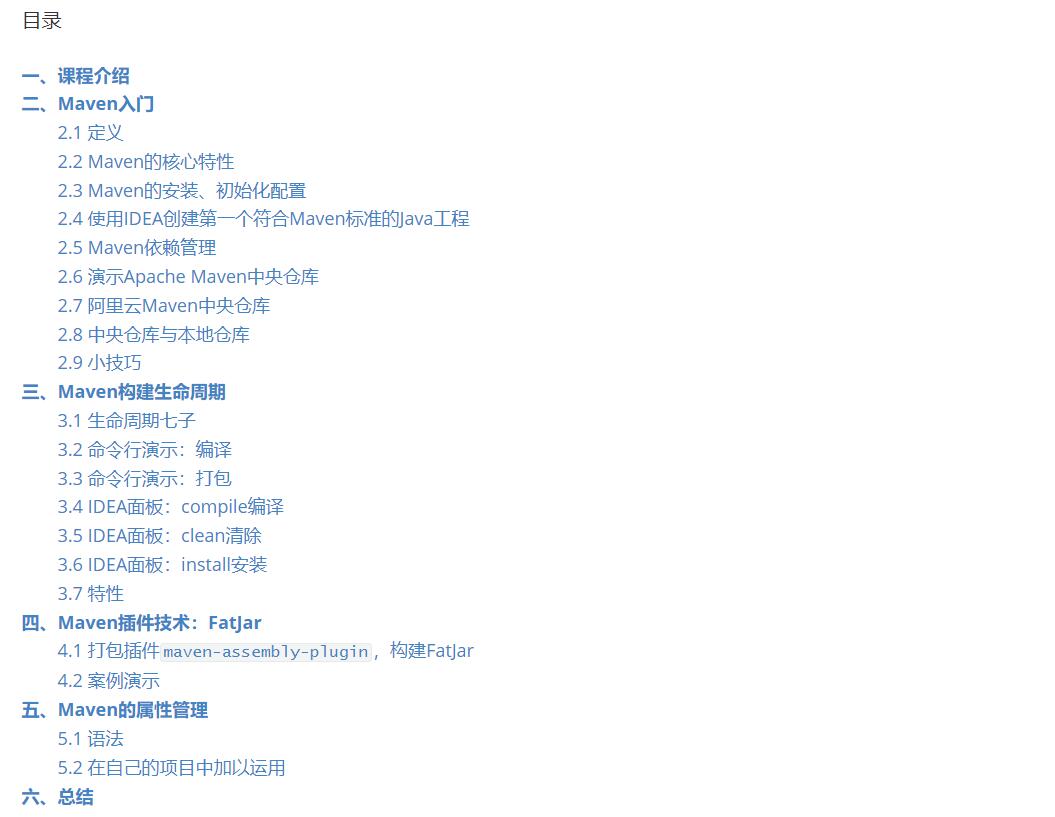 目录
一、课程介绍
二、Maven入门
2.1 定义
2.2 Maven的核心特性
2.3 Maven的安装、初始化配置
2.4 使用IDEA创建第一个符合Maven标准的Java工程
2.5 Maven依赖管理
2.6 演示Apache Maven中央仓库
2.7 阿里云Maven中央仓库
2.8 中央仓库与本地仓库
2.9 小技巧
三、Maven构建生命周期
3.1 生命周期七子
3.2 命令行演示：编译
3.3 命令行演示：打包
3.4 IDEA面板：compile编译
3.5 IDEA面板：clean清除
3.6 IDEA面板：install安装
3.7 特性
四、Maven插件技术：FatJar
4.1 打包插件maven-assembly-plugin，构建FatJar
4.2 案例演示
五、Maven的属性管理
5.1 语法
5.2 在自己的项目中加以运用
六、总结